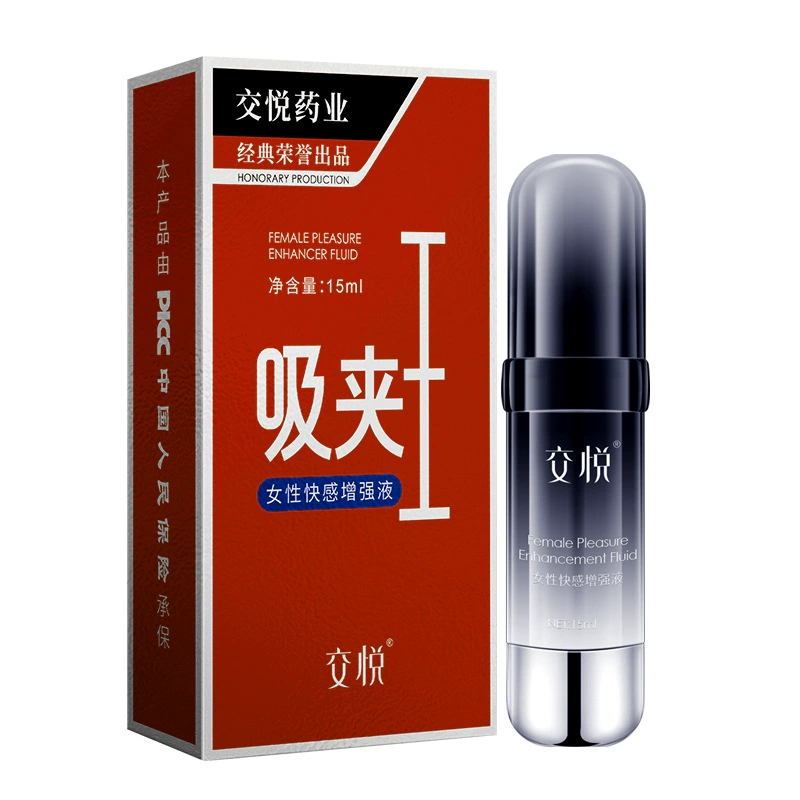 本产品由PICC中国人民保险承保
交悦药业
经典荣誉出品
HONORARY PRODUCTION
FEMALE PLEASURE
ENHANCER FLUID
净含量:15ml
吸夹
女性快感增强液
交悦®
交悦®
Female Pleasure
Enhancement Fluid
女性快感增强液
NET:15ml